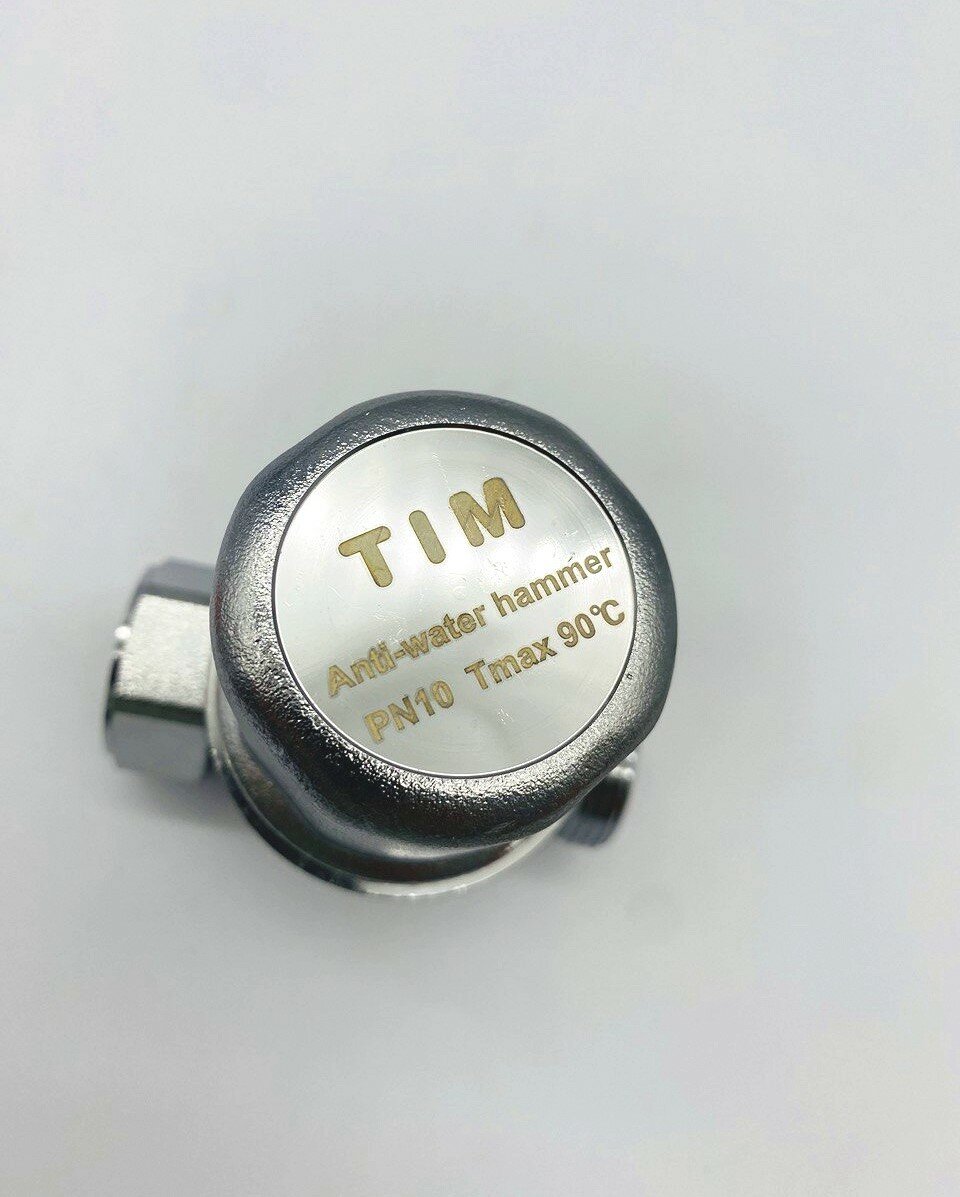 TIM
Anti-water hammer
PN10 Tmax 90℃